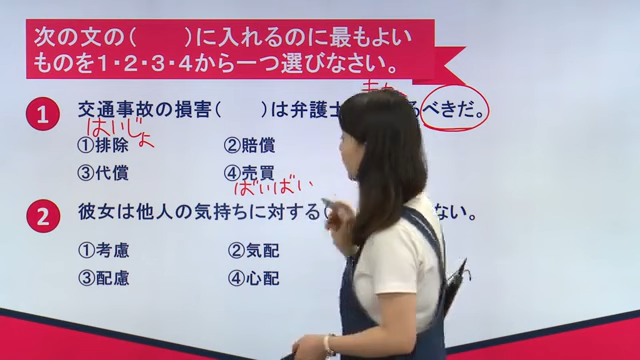 次の文の(　　　)に入れるのに最もよい
ものを1・2・3・4から一つ選びなさい。
1 交通事故の損害(　　　)は弁護士 るべきだ。
はいじょ
①排除 ②賠償
③代償 ④売買
ばいばい
2 彼女は他人の気持ちに対する( ない。
①考慮 ②気配
③配慮 ④心配